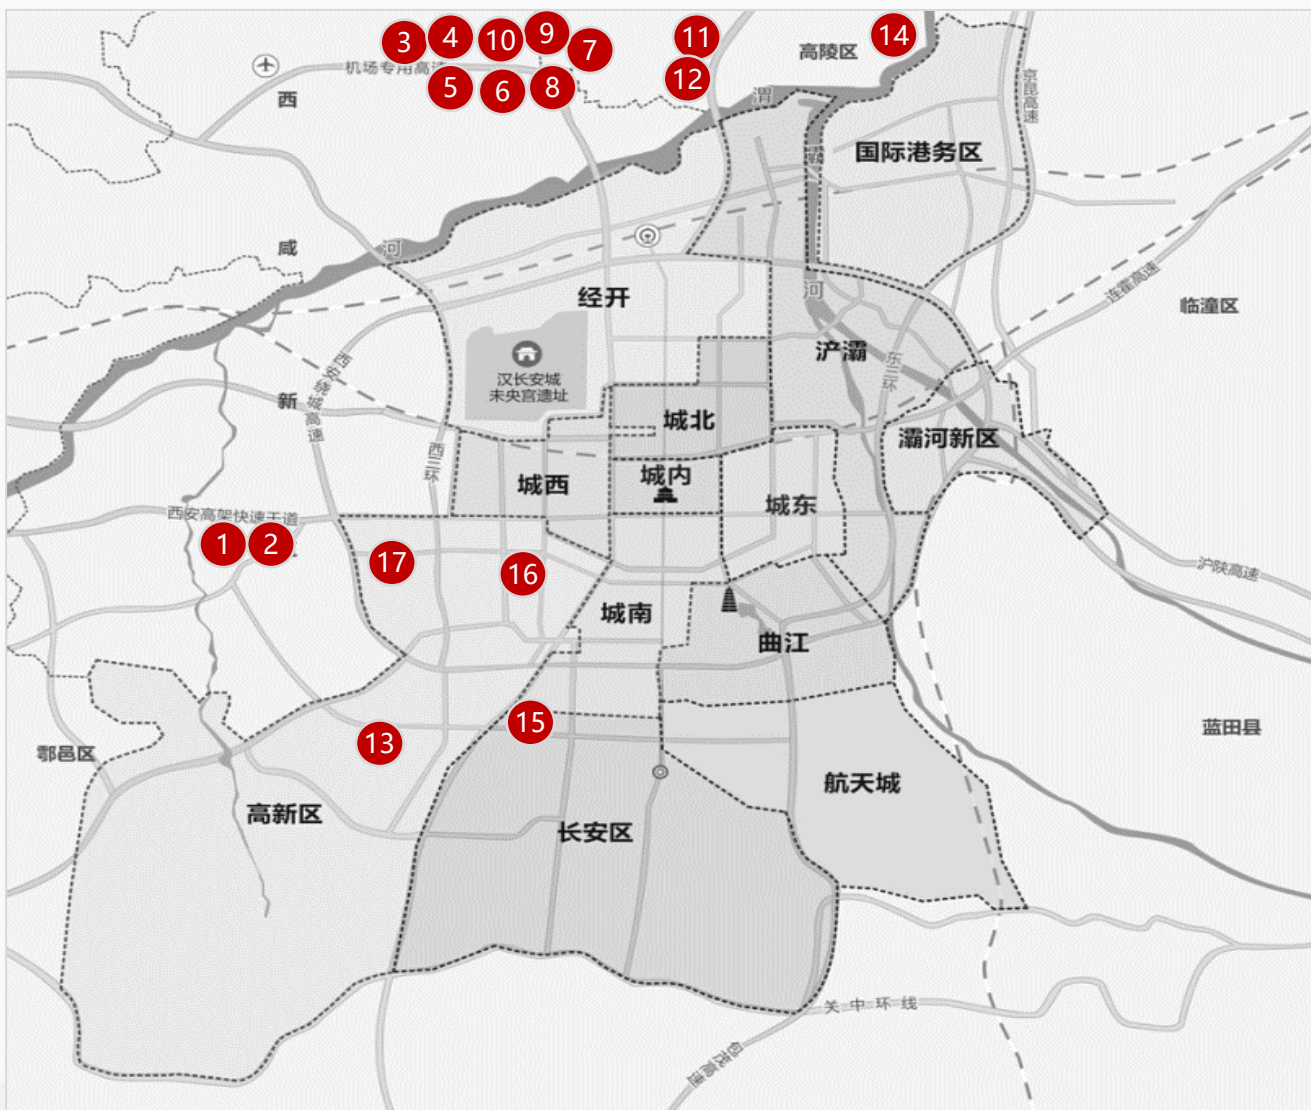 3
4
10
9
7
11
14
高陵区
机场专用高速
5
6
8
12
西
渭
京昆高速
国际港务区
灞
咸
河
河
连霍高速
经开
临潼区
浐灞
汉长安城
未央宫遗址
西安绕城高速
东三环
新
城北
灞河新区
西三环
城西
城内
城东
西安高架快速干道
1
2
17
16
沪陕高速
城南
曲江
15
13
鄠邑区
蓝田县
航天城
高新区
长安区
关中环线
包茂高速